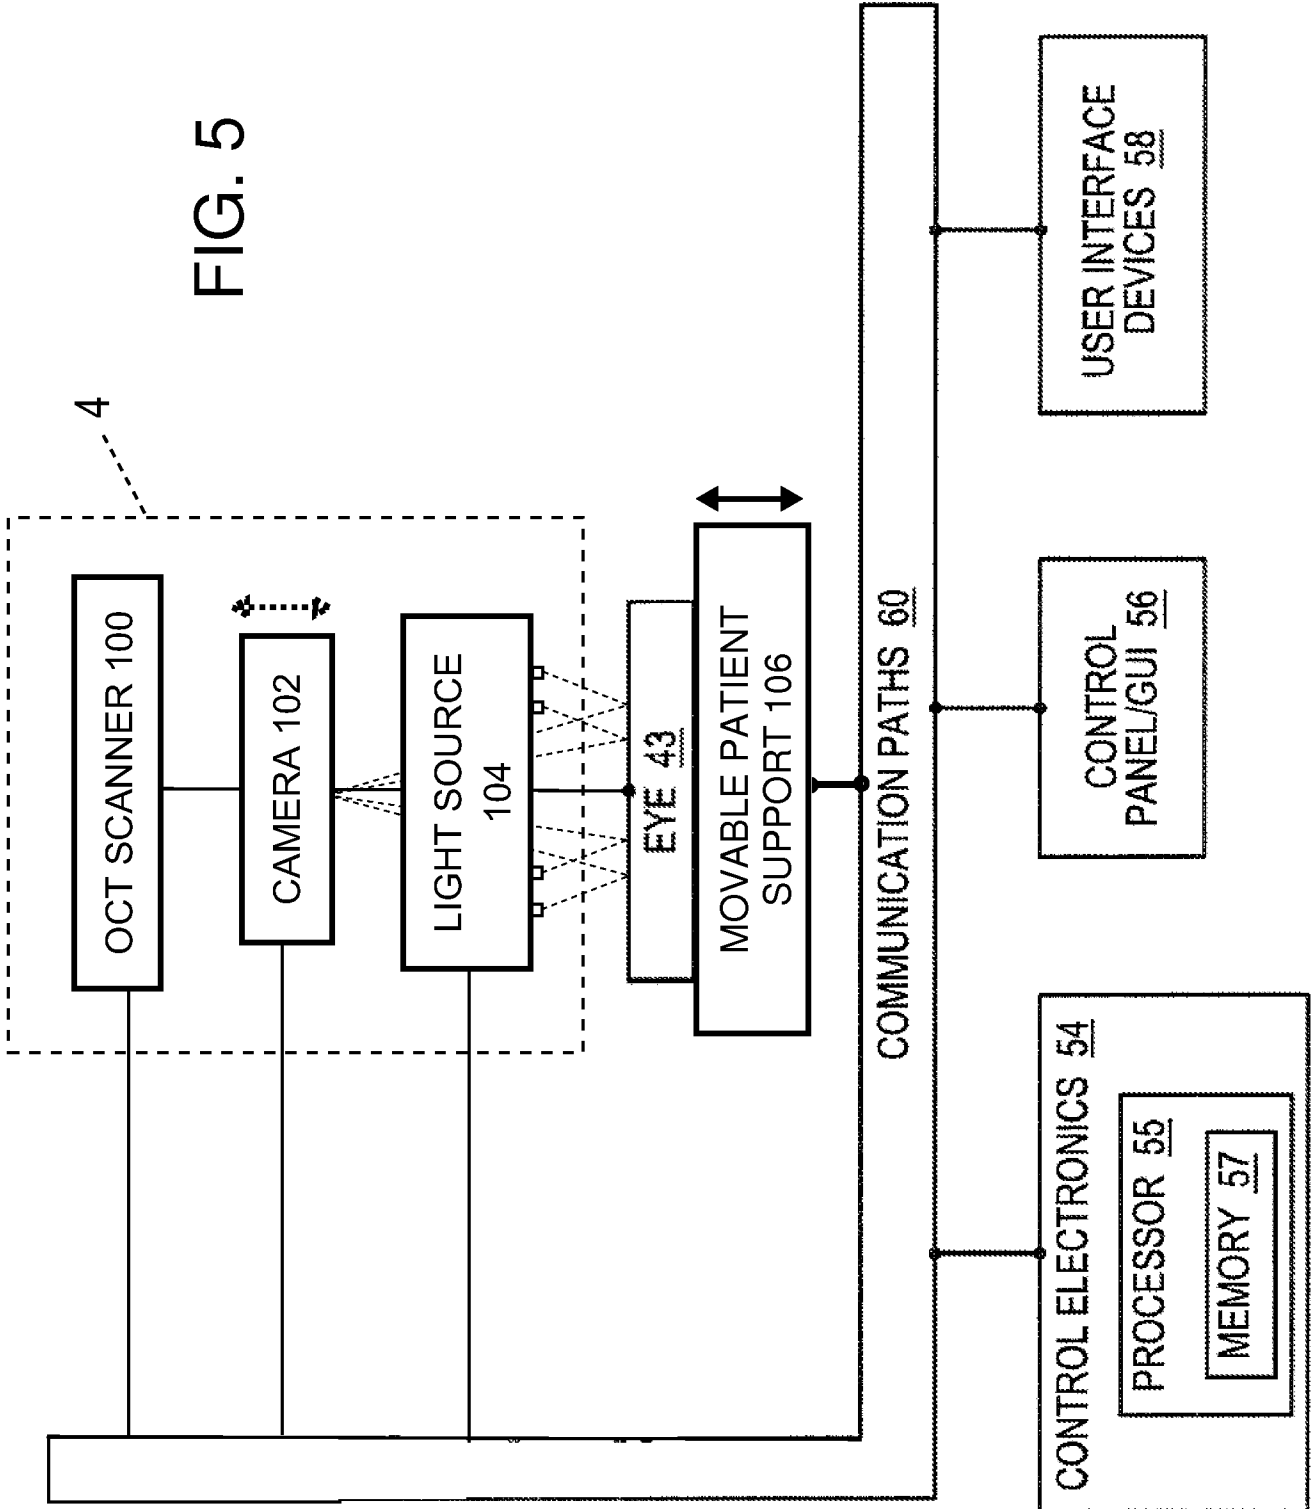 FIG. 5
4
OCT SCANNER 100
CAMERA 102
LIGHT SOURCE
104
EYE 43
MOVABLE PATIENT
SUPPORT 106
COMMUNICATION PATHS 60
CONTROL ELECTRONICS 54
PROCESSOR 55
MEMORY 57
CONTROL
PANEL/GUI 56
USER INTERFACE
DEVICES 58